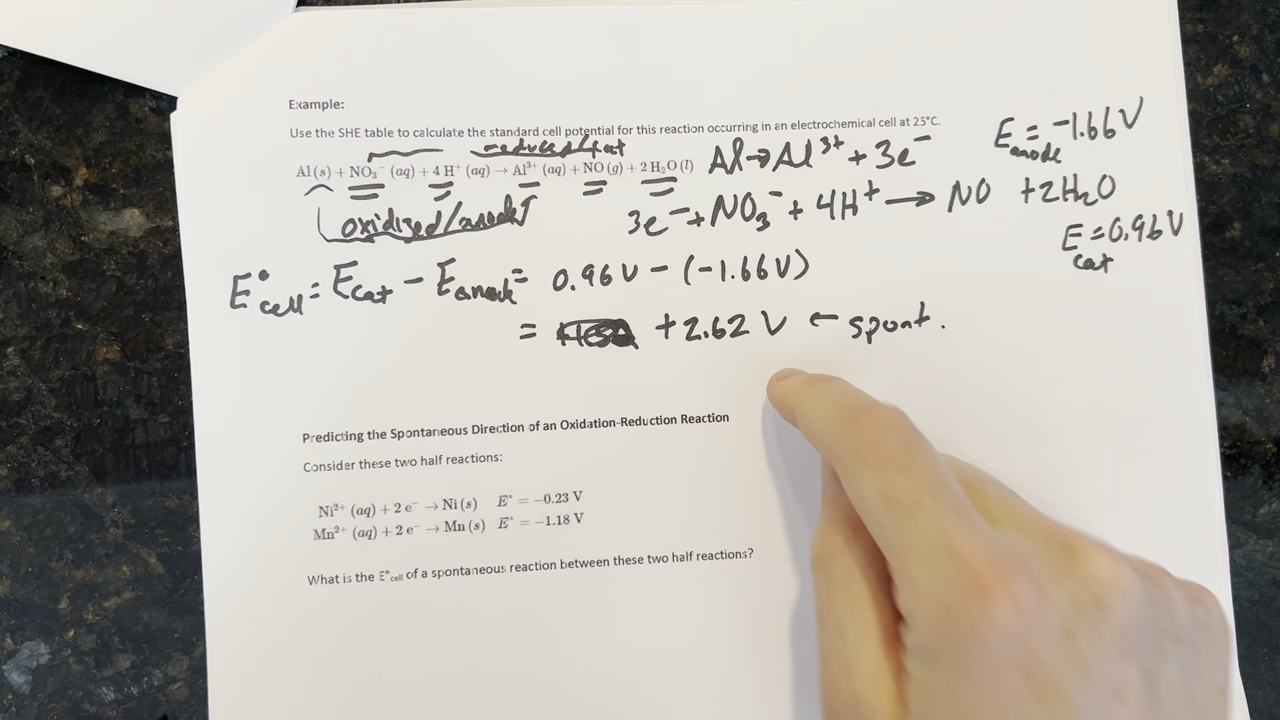 Example:
Use the SHE table to calculate the standard cell potential for this reaction occurring in an electrochemical cell at 25°C.
E anode = -1.66V
reduced/cat
Al(s) + NO₃⁻ (aq) + 4 H⁺ (aq) → Al³⁺ (aq) + NO (g) + 2 H₂O (l)
Al → Al³⁺ + 3e⁻
oxidized/anode
3e⁻ + NO₃⁻ + 4H⁺ → NO + 2H₂O
E cat = 0.96V
E°cell = Ecat - Eanode = 0.96V - (-1.66V)
= +2.62 V ← spont.
Predicting the Spontaneous Direction of an Oxidation-Reduction Reaction
Consider these two half reactions:
Ni²⁺ (aq) + 2 e⁻ → Ni (s) E° = −0.23 V
Mn²⁺ (aq) + 2 e⁻ → Mn (s) E° = −1.18 V
What is the E°cell of a spontaneous reaction between these two half reactions?